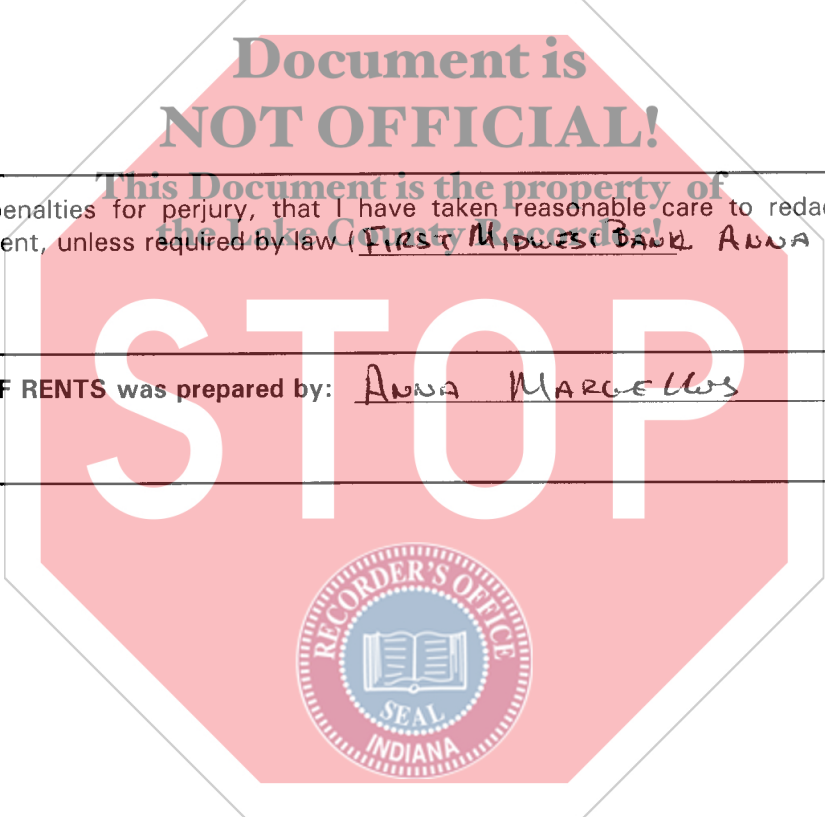 Document is
NOT OFFICIAL!
This Document is the property of
the Lake County Recorder!
enalties for perjury, that I have taken reasonable care to reda
ent, unless required by law ( FIRST MIDWEST BANK ANNA
STOP
F RENTS was prepared by: ANNA MARCELLUS
RECORDER'S OFFICE
SEAL
INDIANA